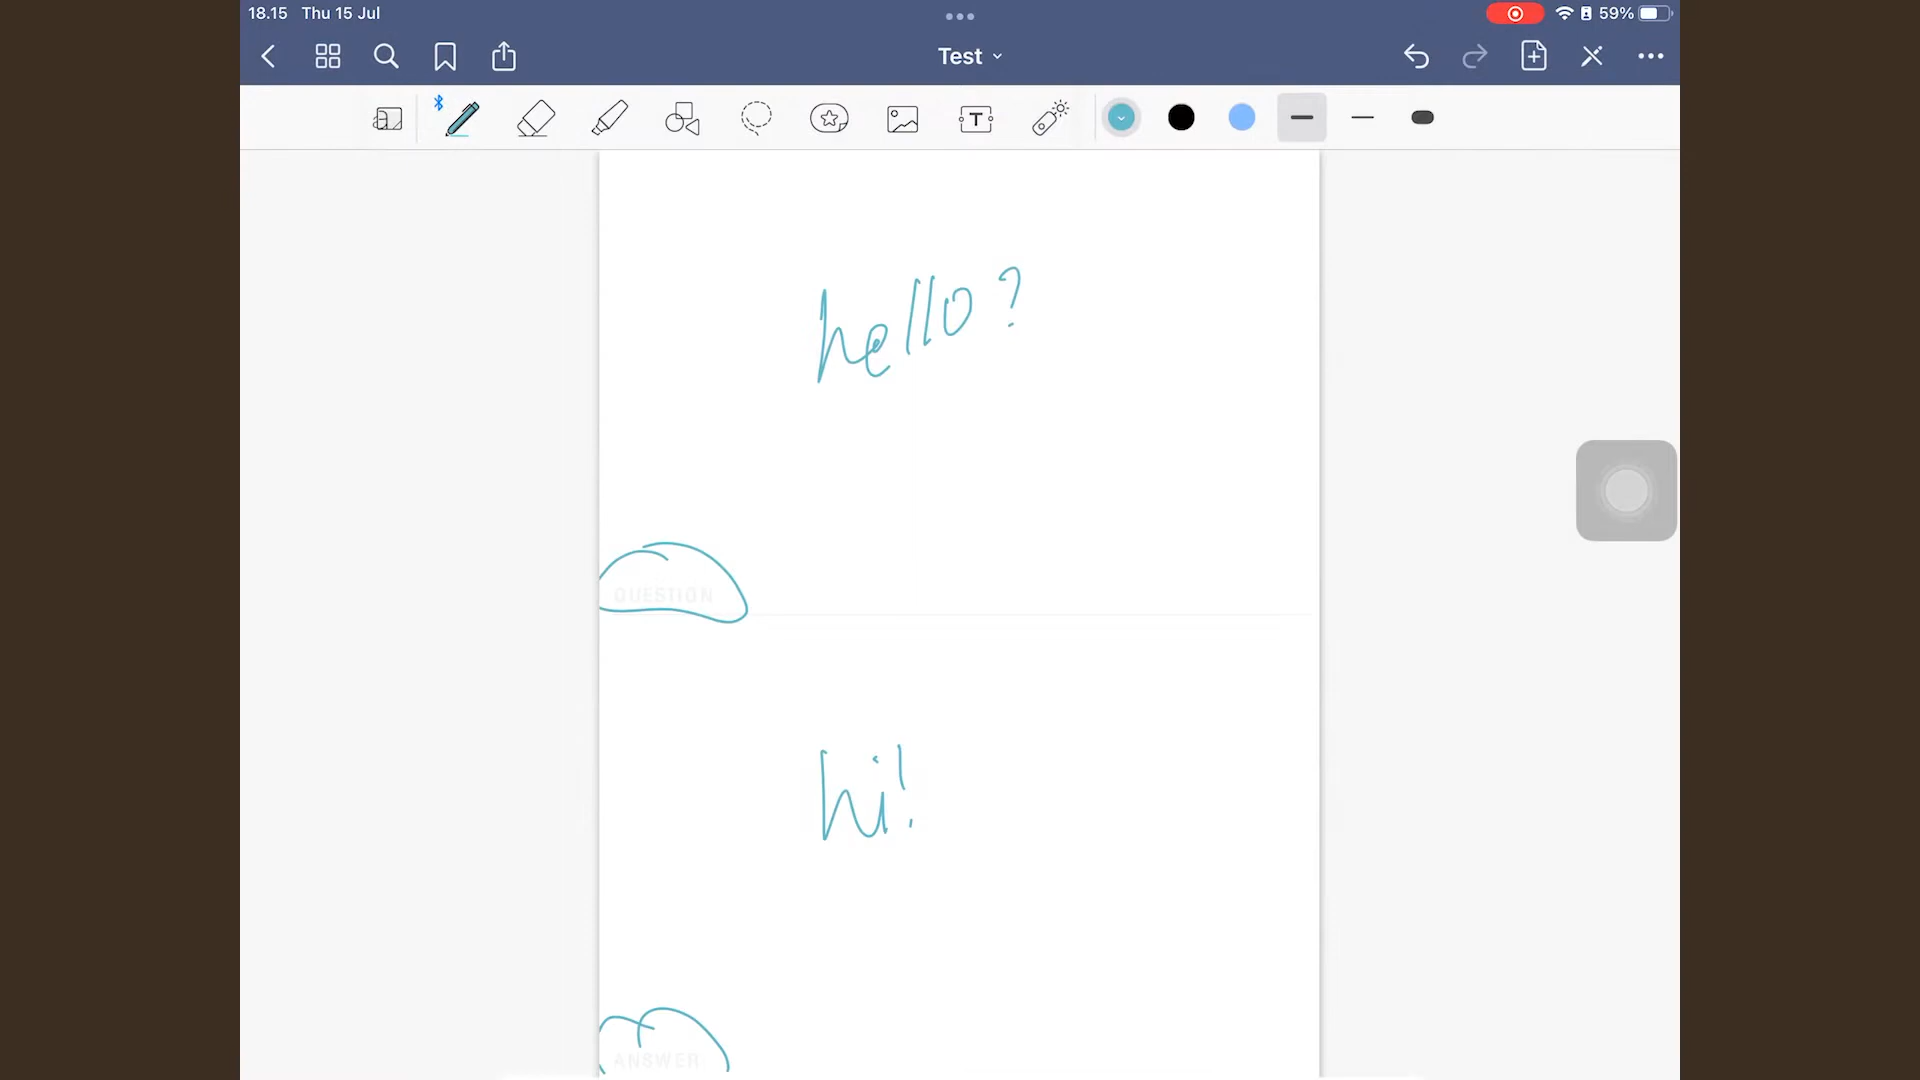 18.15 Thu 15 Jul
59%
Test
T
hello?
QUESTION
hi!
ANSWER